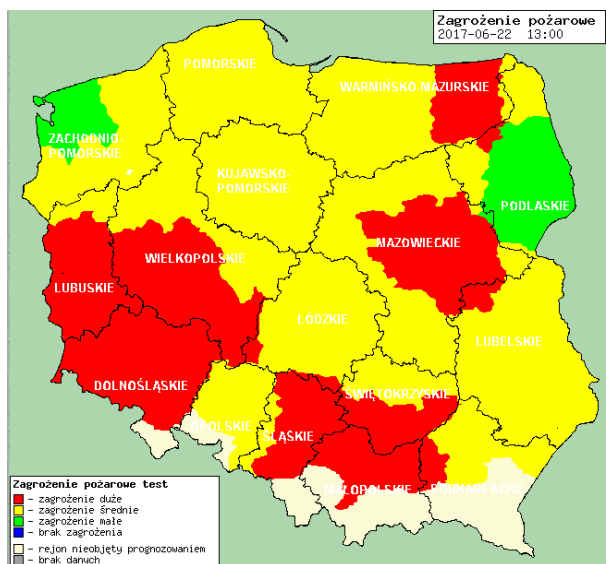 Zagrożenie pożarowe
2017-06-22 13:00
POMORSKIE
WARMIŃSKO-MAZURSKIE
ZACHODNIO-
POMORSKIE
KUJAWSKO
POMORSKIE
PODLASKIE
MAZOWIECKIE
WIELKOPOLSKIE
LUBUSKIE
ŁÓDZKIE
LUBELSKIE
DOLNOŚLĄSKIE
ŚWIĘTOKRZYSKIE
OPOLSKIE
ŚLĄSKIE
MAŁOPOLSKIE
PODKARPACKIE
Zagrożenie pożarowe test
- zagrożenie duże
- zagrożenie średnie
- zagrożenie małe
- brak zagrożenia
- rejon nieobjęty prognozowaniem
- brak danych